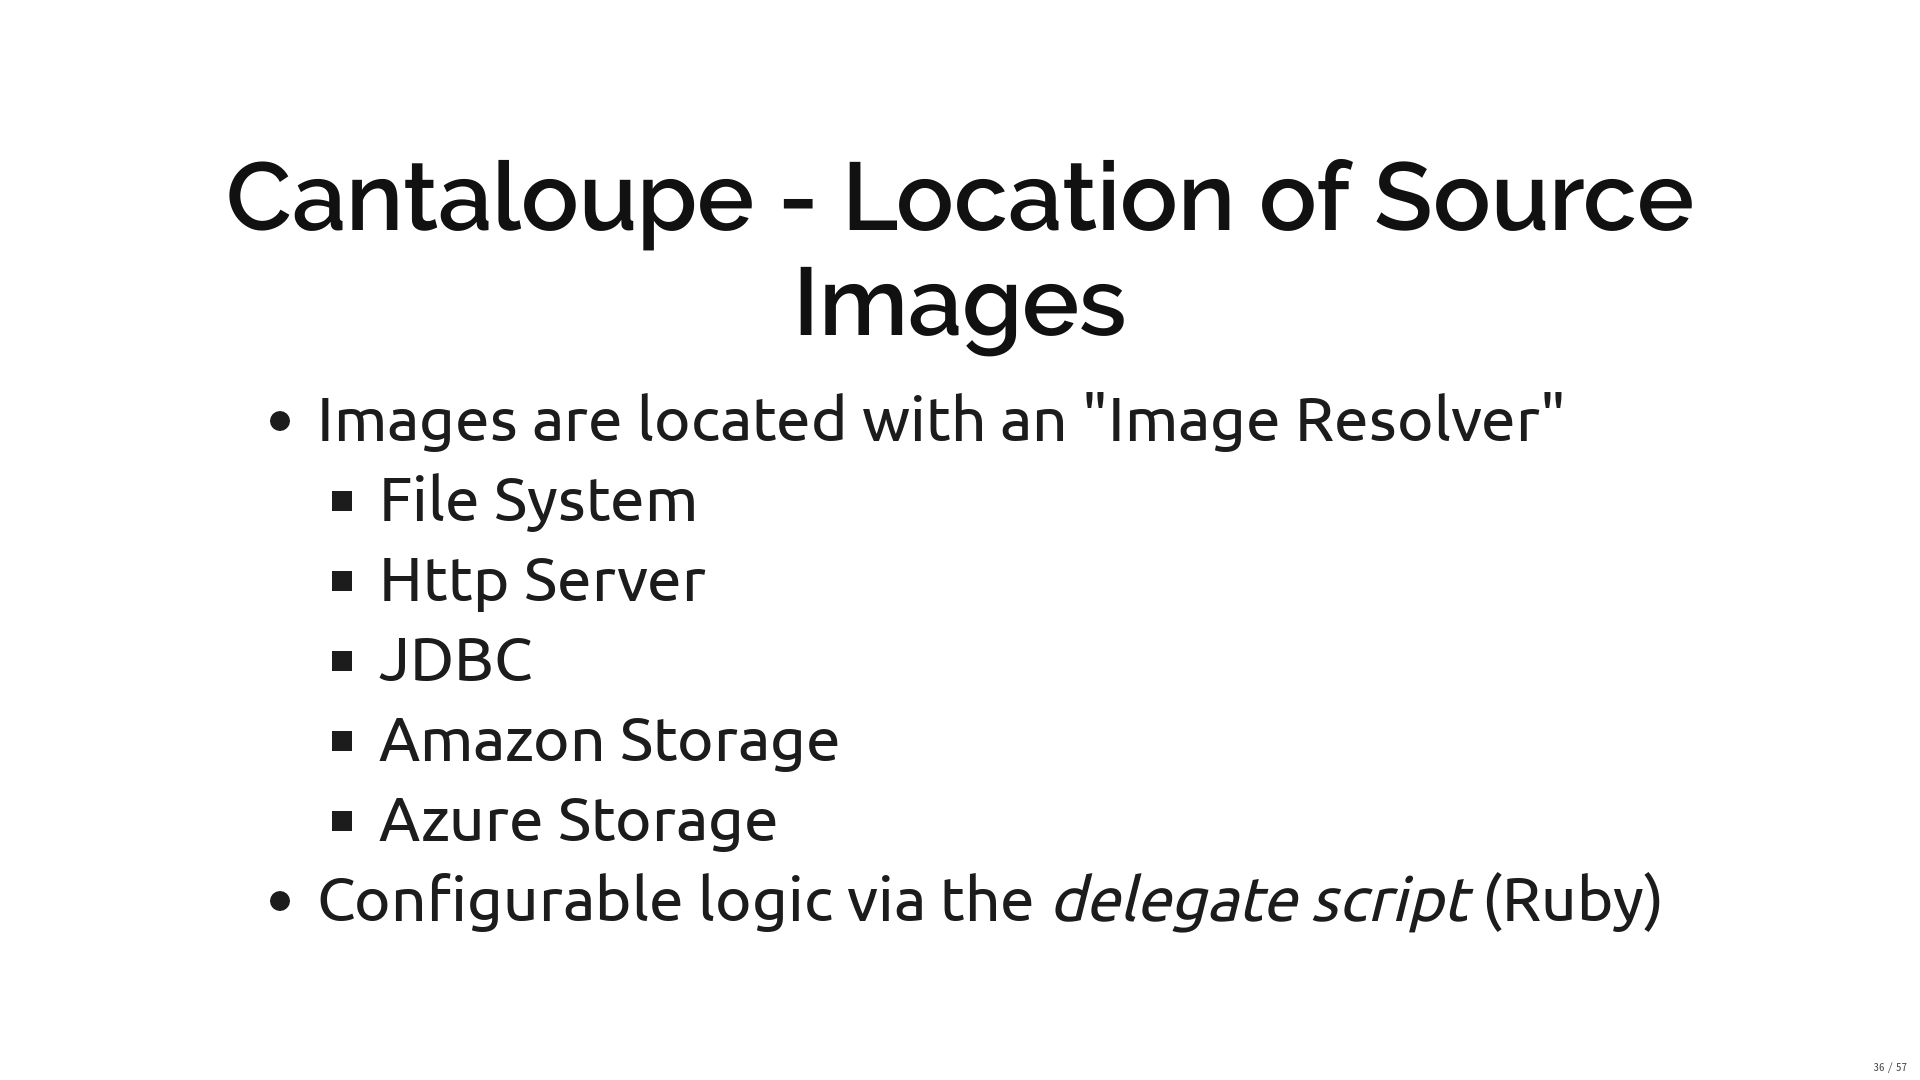 Cantaloupe - Location of Source
Images
• Images are located with an "Image Resolver"
▪ File System
▪ Http Server
▪ JDBC
▪ Amazon Storage
▪ Azure Storage
• Configurable logic via the delegate script (Ruby)
36 / 57